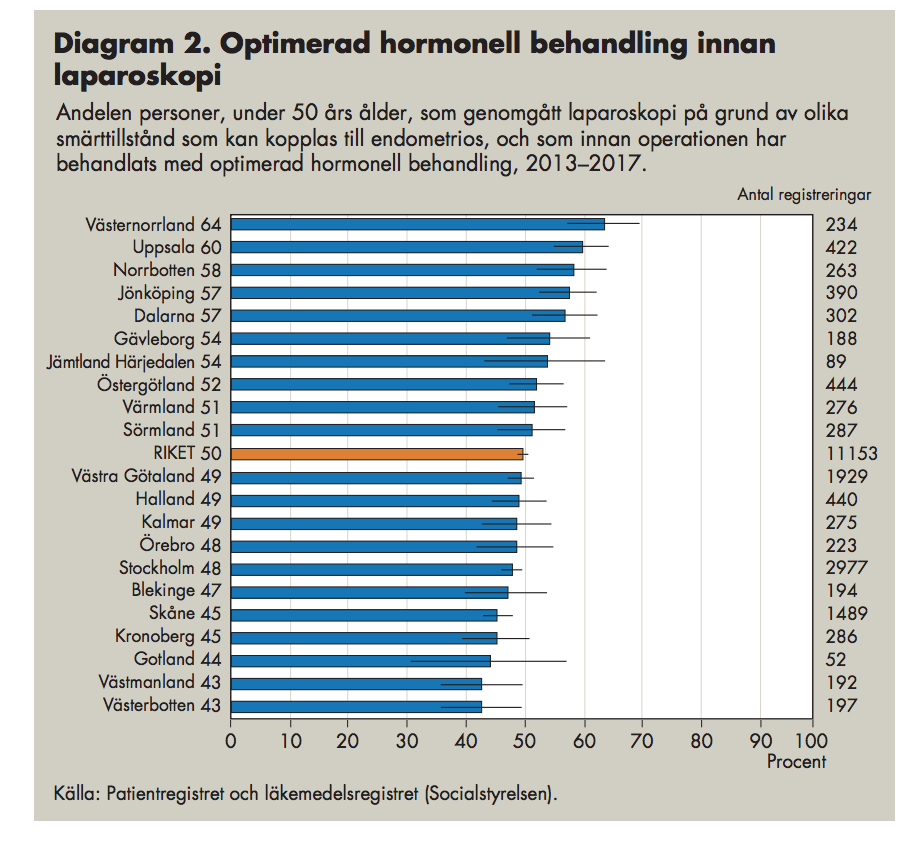 Diagram 2. Optimerad hormonell behandling innan
laparoskopi
Andelen personer, under 50 års ålder, som genomgått laparoskopi på grund av olika
smärttillstånd som kan kopplas till endometrios, och som innan operationen har
behandlats med optimerad hormonell behandling, 2013–2017.
Antal registreringar
Västernorrland 64 234
Uppsala 60 422
Norrbotten 58 263
Jönköping 57 390
Dalarna 57 302
Gävleborg 54 188
Jämtland Härjedalen 54 89
Östergötland 52 444
Värmland 51 276
Sörmland 51 287
RIKET 50 11153
Västra Götaland 49 1929
Halland 49 440
Kalmar 49 275
Örebro 48 223
Stockholm 48 2977
Blekinge 47 194
Skåne 45 1489
Kronoberg 45 286
Gotland 44 52
Västmanland 43 192
Västerbotten 43 197
0 10 20 30 40 50 60 70 80 90 100
Procent
Källa: Patientregistret och läkemedelsregistret (Socialstyrelsen).